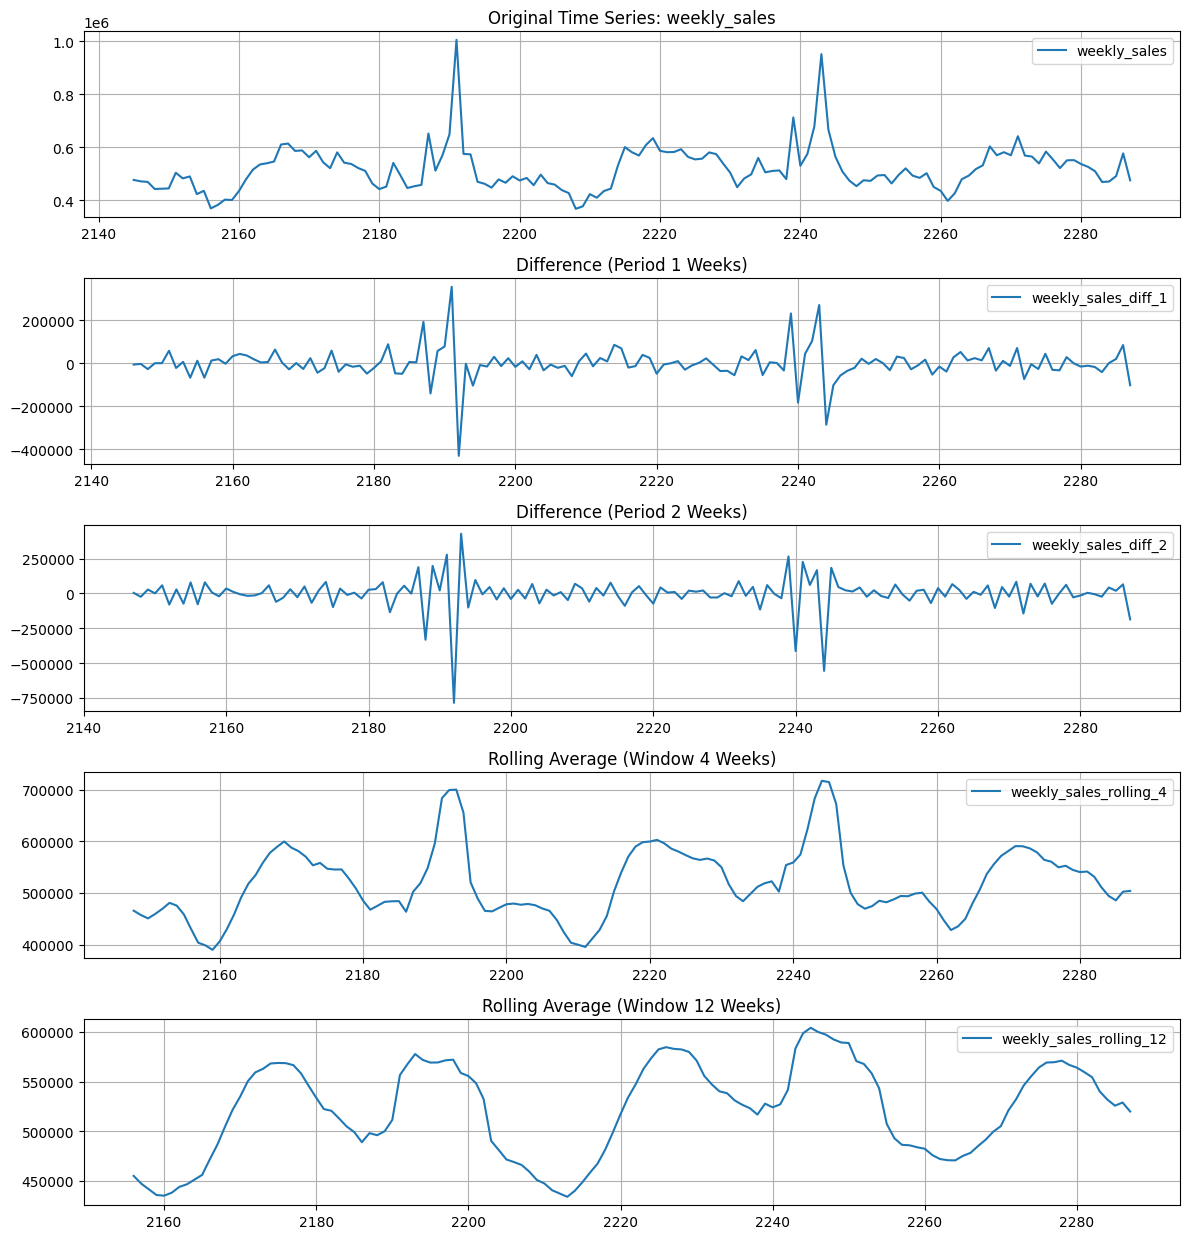 Original Time Series: weekly_sales
1e6
weekly_sales
1.0
0.8
0.6
0.4
2140 2160 2180 2200 2220 2240 2260 2280
Difference (Period 1 Weeks)
weekly_sales_diff_1
200000
0
−200000
−400000
2140 2160 2180 2200 2220 2240 2260 2280
Difference (Period 2 Weeks)
weekly_sales_diff_2
250000
0
−250000
−500000
−750000
2140 2160 2180 2200 2220 2240 2260 2280
Rolling Average (Window 4 Weeks)
weekly_sales_rolling_4
700000
600000
500000
400000
2160 2180 2200 2220 2240 2260 2280
Rolling Average (Window 12 Weeks)
weekly_sales_rolling_12
600000
550000
500000
450000
2160 2180 2200 2220 2240 2260 2280